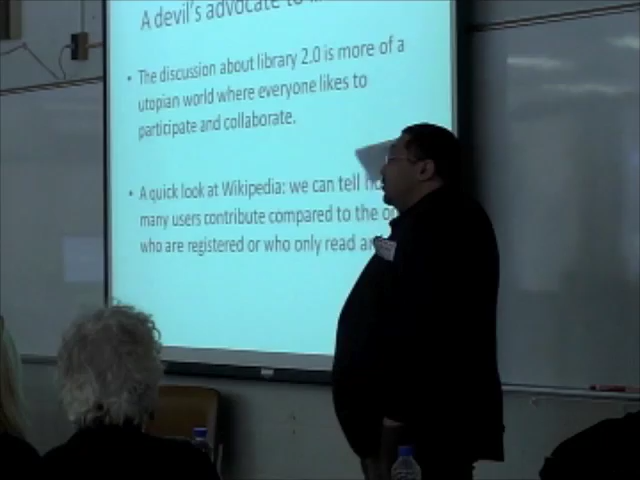 A devil's advocate to
• The discussion about library 2.0 is more of a
utopian world where everyone likes to
participate and collaborate.
• A quick look at Wikipedia: we can tell
many users contribute compared to the
who are registered or who only read